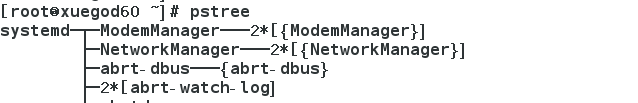 [root@xuegod60 ~]# pstree
systemd─┬─ModemManager───2*[{ModemManager}]
├─NetworkManager───2*[{NetworkManager}]
├─abrt-dbus───{abrt-dbus}
├─2*[abrt-watch-log]